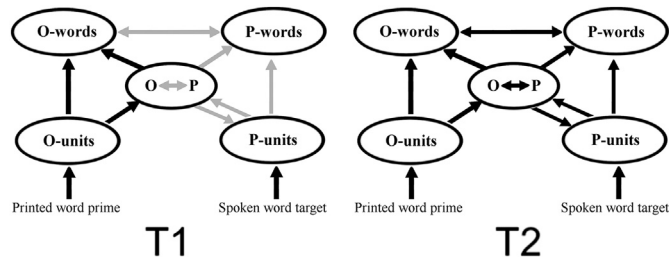 O-words P-words
O P
O-units P-units
Printed word prime Spoken word target
T1
O-words P-words
O P
O-units P-units
Printed word prime Spoken word target
T2